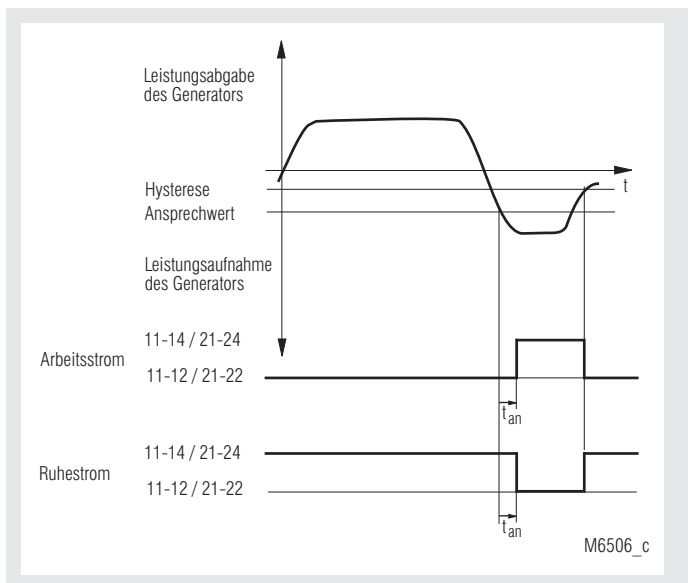 Leistungsabgabe
des Generators
t
Hysterese
Ansprechwert
Leistungsaufnahme
des Generators
11-14 / 21-24
Arbeitsstrom
11-12 / 21-22
tan
11-14 / 21-24
Ruhestrom
11-12 / 21-22
tan
M6506_c